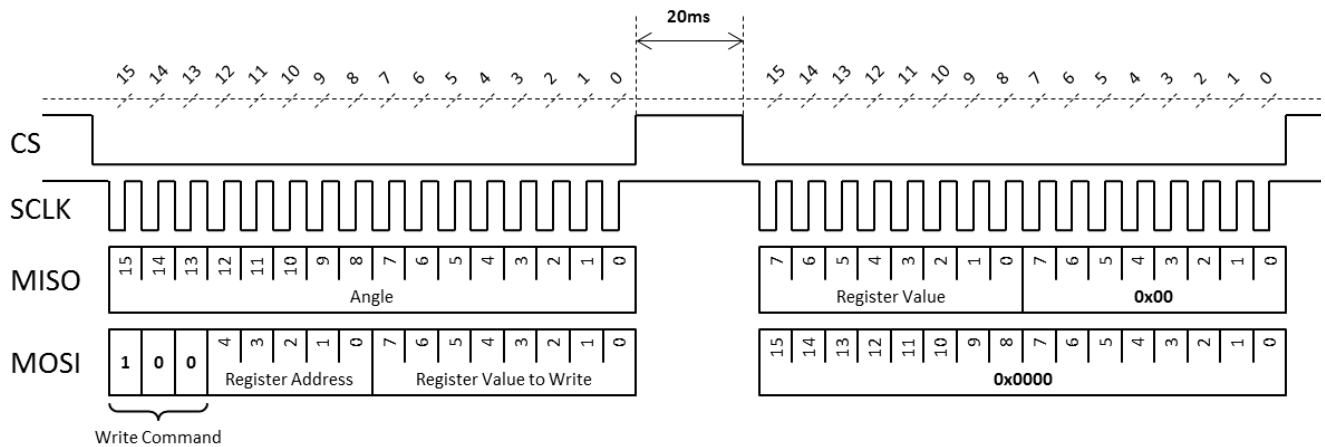 20ms
15 14 13 12 11 10 9 8 7 6 5 4 3 2 1 0 15 14 13 12 11 10 9 8 7 6 5 4 3 2 1 0
CS
SCLK
MISO 15 14 13 12 11 10 9 8 7 6 5 4 3 2 1 0 7 6 5 4 3 2 1 0 7 6 5 4 3 2 1 0
Angle Register Value 0x00
MOSI 1 0 0 4 3 2 1 0 7 6 5 4 3 2 1 0 15 14 13 12 11 10 9 8 7 6 5 4 3 2 1 0
Register Address Register Value to Write 0x0000
Write Command